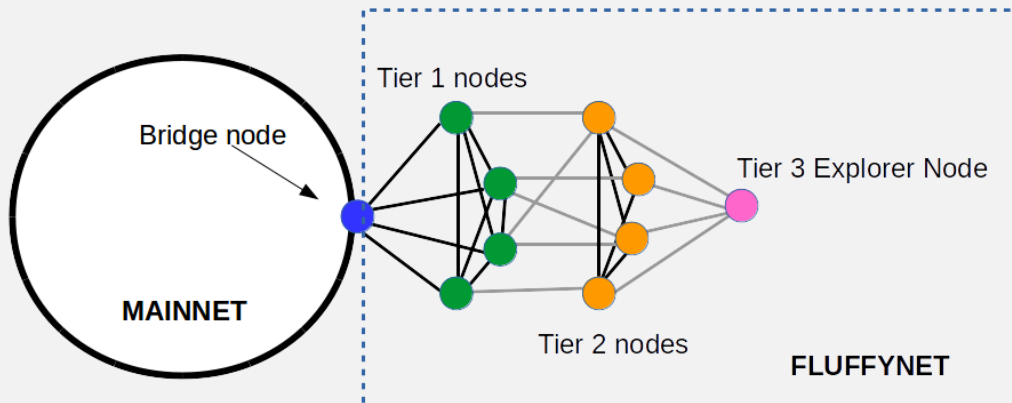 Tier 1 nodes
Bridge node
Tier 3 Explorer Node
MAINNET
Tier 2 nodes
FLUFFYNET